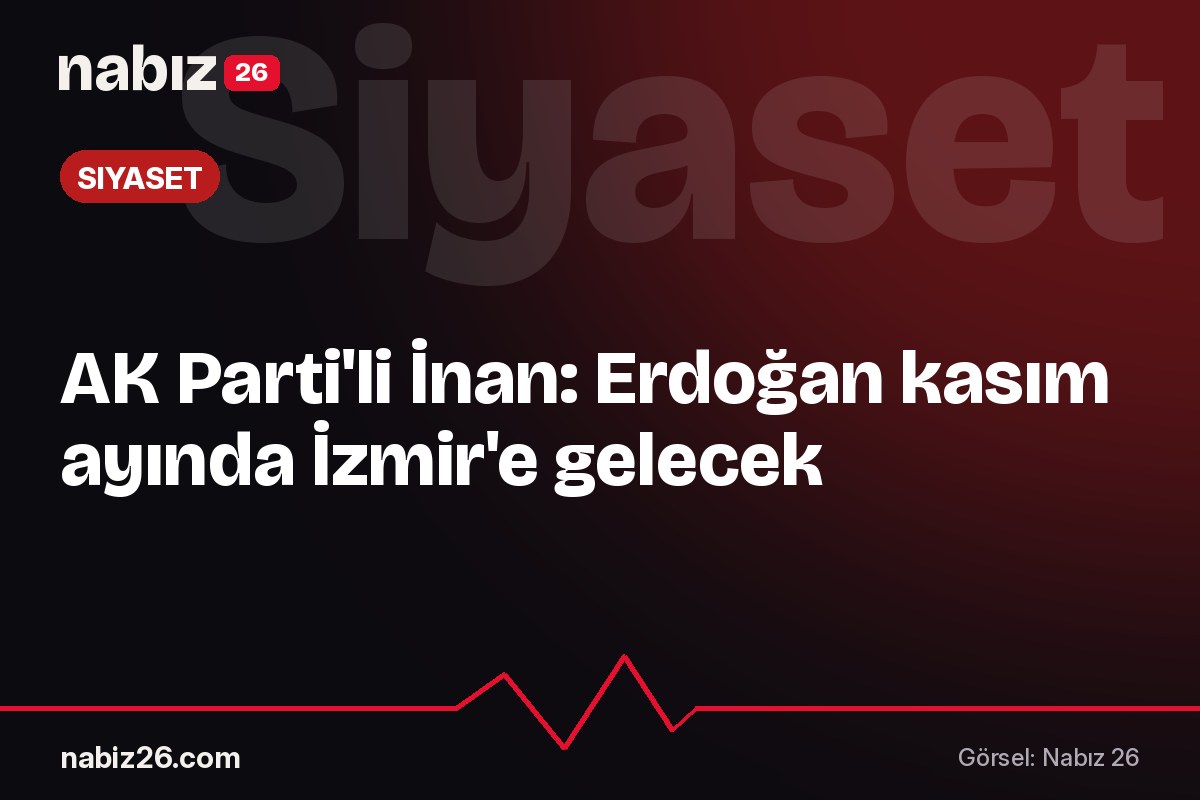 nabız 26
Siyaset
SIYASET
AK Parti'li İnan: Erdoğan kasım
ayında İzmir'e gelecek
nabiz26.com
Görsel: Nabız 26